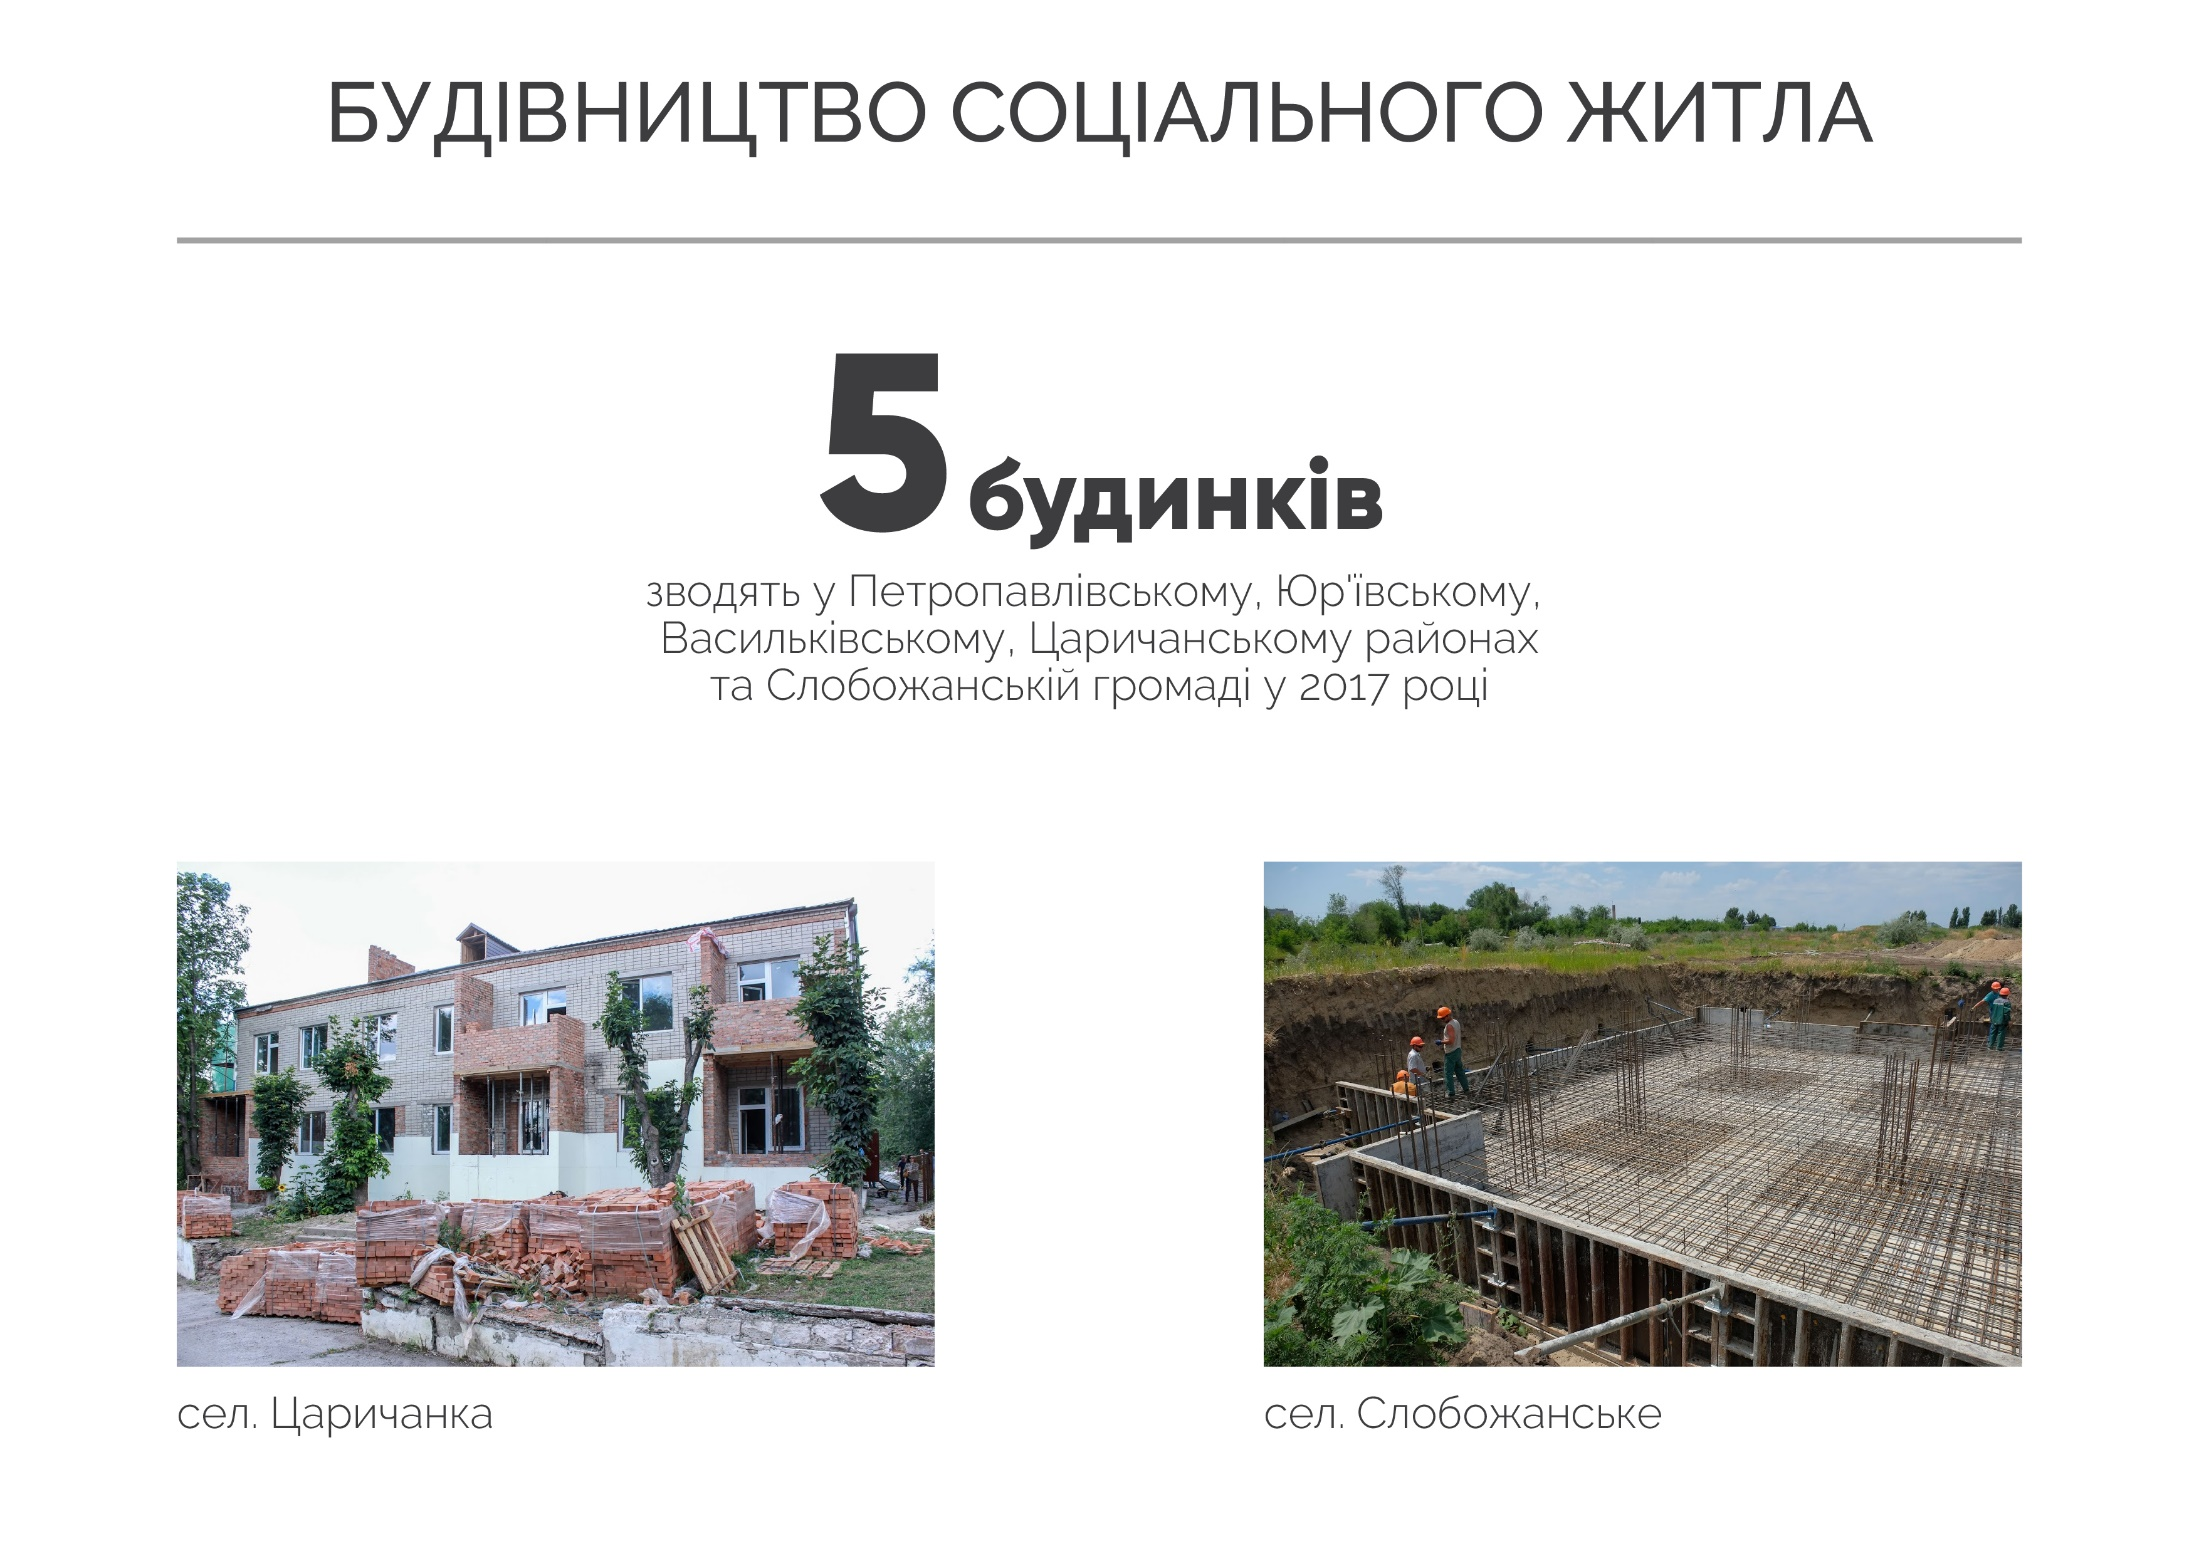 БУДІВНИЦТВО СОЦІАЛЬНОГО ЖИТЛА
5 будинків
зводять у Петропавлівському, Юр'ївському,
Васильківському, Царичанському районах
та Слобожанській громаді у 2017 році
сел. Царичанка
сел. Слобожанське